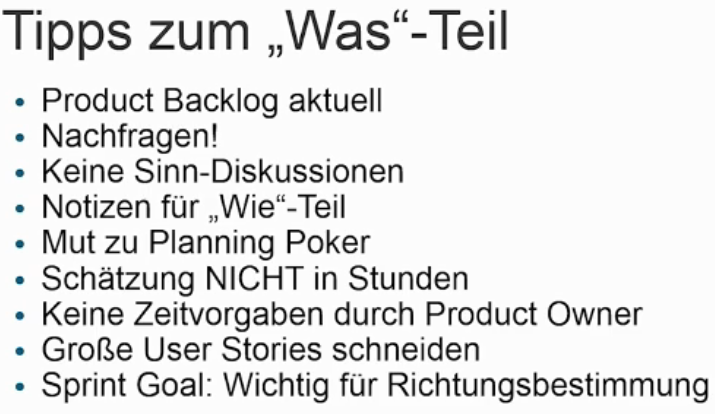 Tipps zum „Was“-Teil
• Product Backlog aktuell
• Nachfragen!
• Keine Sinn-Diskussionen
• Notizen für „Wie“-Teil
• Mut zu Planning Poker
• Schätzung NICHT in Stunden
• Keine Zeitvorgaben durch Product Owner
• Große User Stories schneiden
• Sprint Goal: Wichtig für Richtungsbestimmung